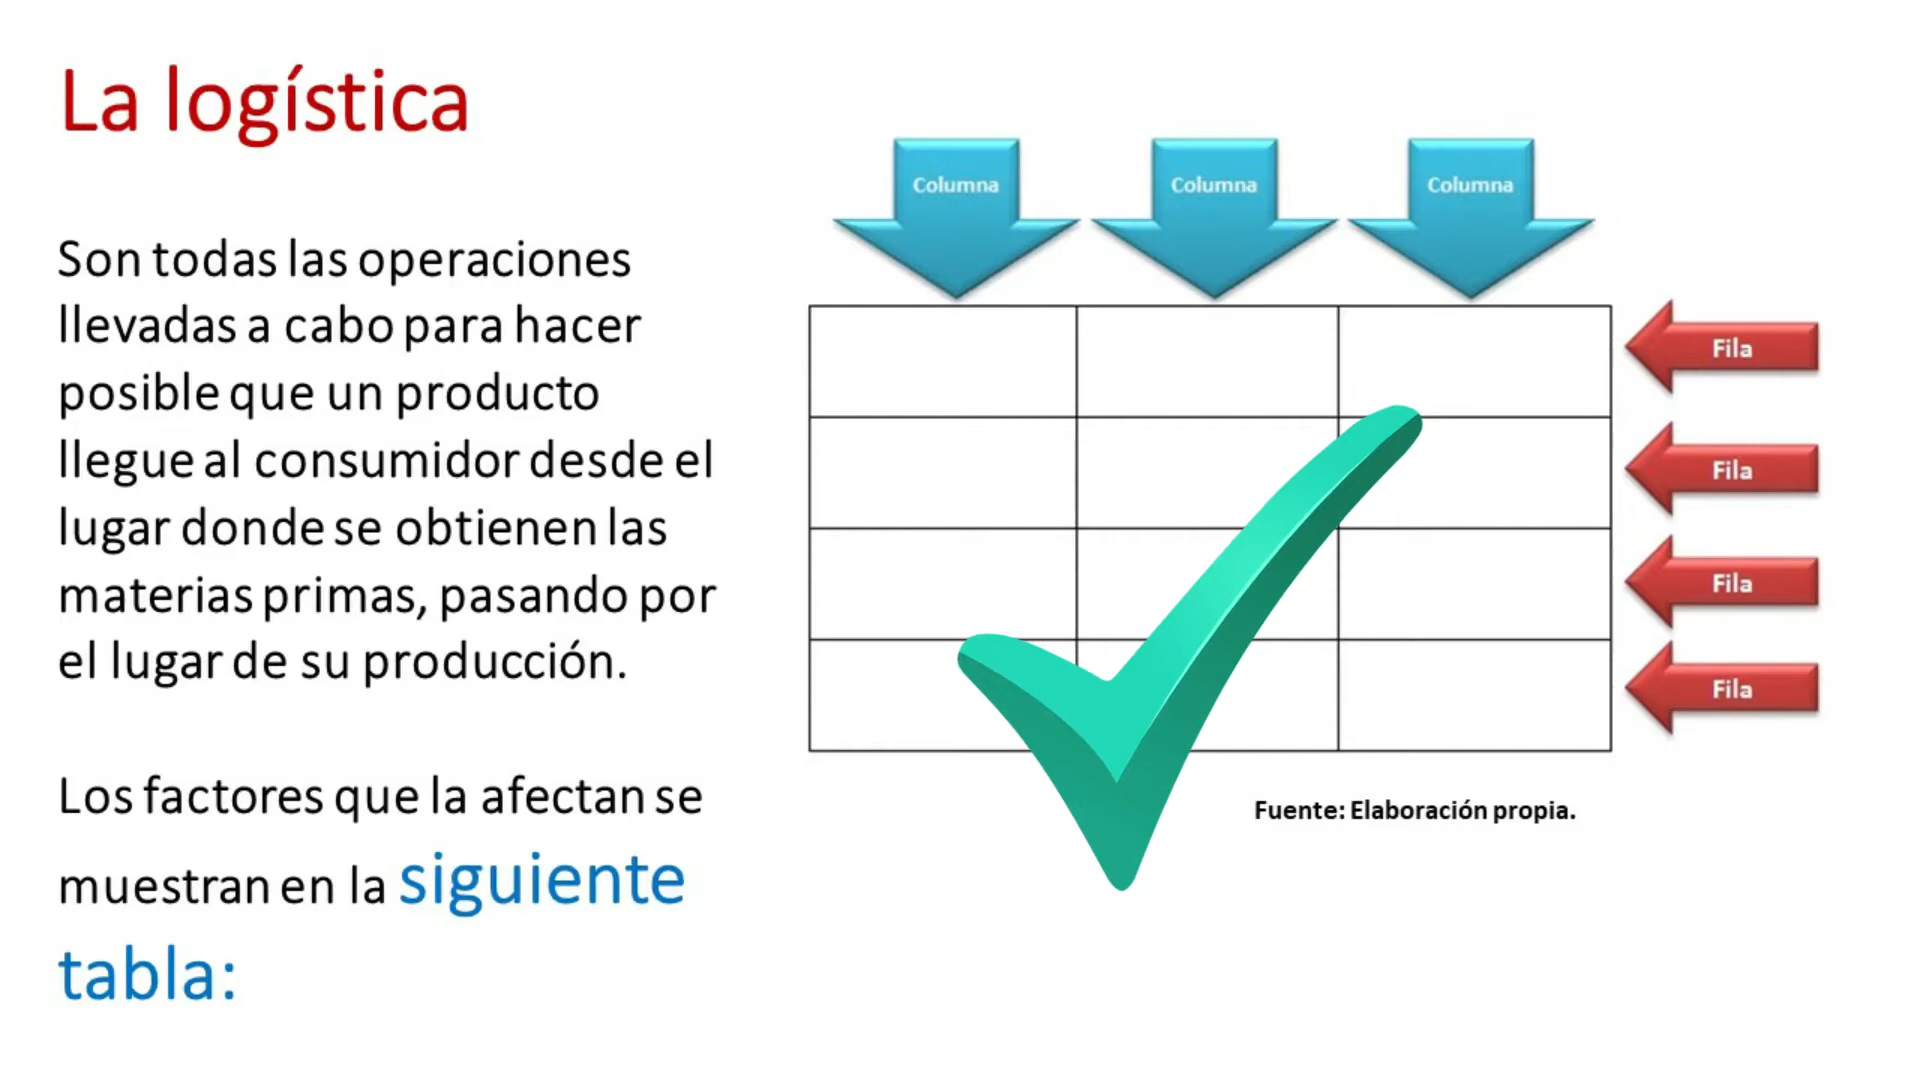 La logística
Son todas las operaciones
llevadas a cabo para hacer
posible que un producto
llegue al consumidor desde el
lugar donde se obtienen las
materias primas, pasando por
el lugar de su producción.
Los factores que la afectan se
muestran en la siguiente
tabla:
Columna
Columna
Columna
Fila
Fila
Fila
Fila
Fuente: Elaboración propia.